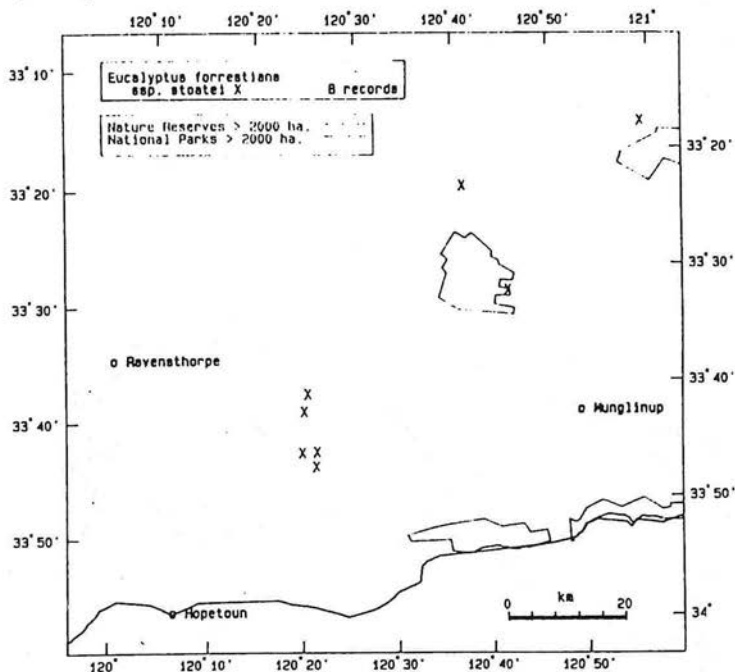 120° 10' 120° 20' 120° 30' 120° 40' 120° 50' 121°
33° 10'
Eucalyptus forrestiana
ssp. stoatei X 8 records
Nature Reserves > 2000 ha.
National Parks > 2000 ha.
33° 20'
33° 20'
33° 30'
33° 30'
o Ravensthorpe
33° 40'
o Munglinup
33° 40'
33° 50'
33° 50'
Hopetoun
0 km 20
34°
120° 120° 10' 120° 20' 120° 30' 120° 40' 120° 50'